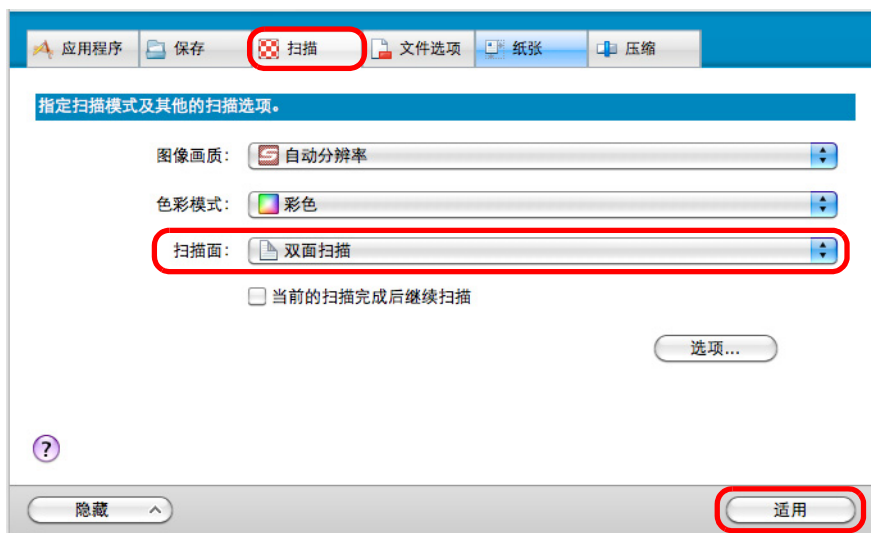 应用程序 保存 扫描 文件选项 纸张 压缩
指定扫描模式及其他的扫描选项。
图像画质： 自动分辨率
色彩模式： 彩色
扫描面： 双面扫描
当前的扫描完成后继续扫描
选项...
?
隐藏 适用